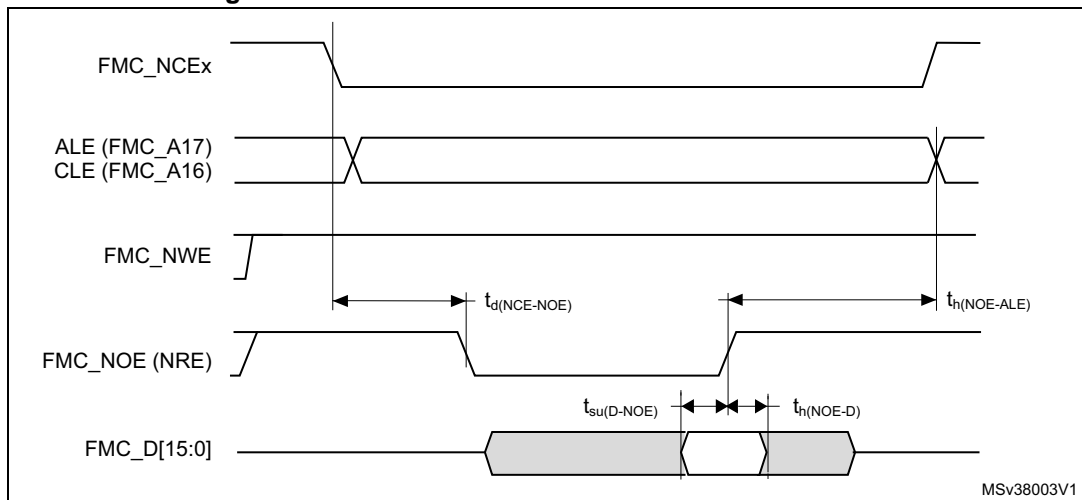 g
FMC_NCEx
ALE (FMC_A17)
CLE (FMC_A16)
FMC_NWE
td(NCE-NOE)
th(NOE-ALE)
FMC_NOE (NRE)
tsu(D-NOE)
th(NOE-D)
FMC_D[15:0]
MSv38003V1